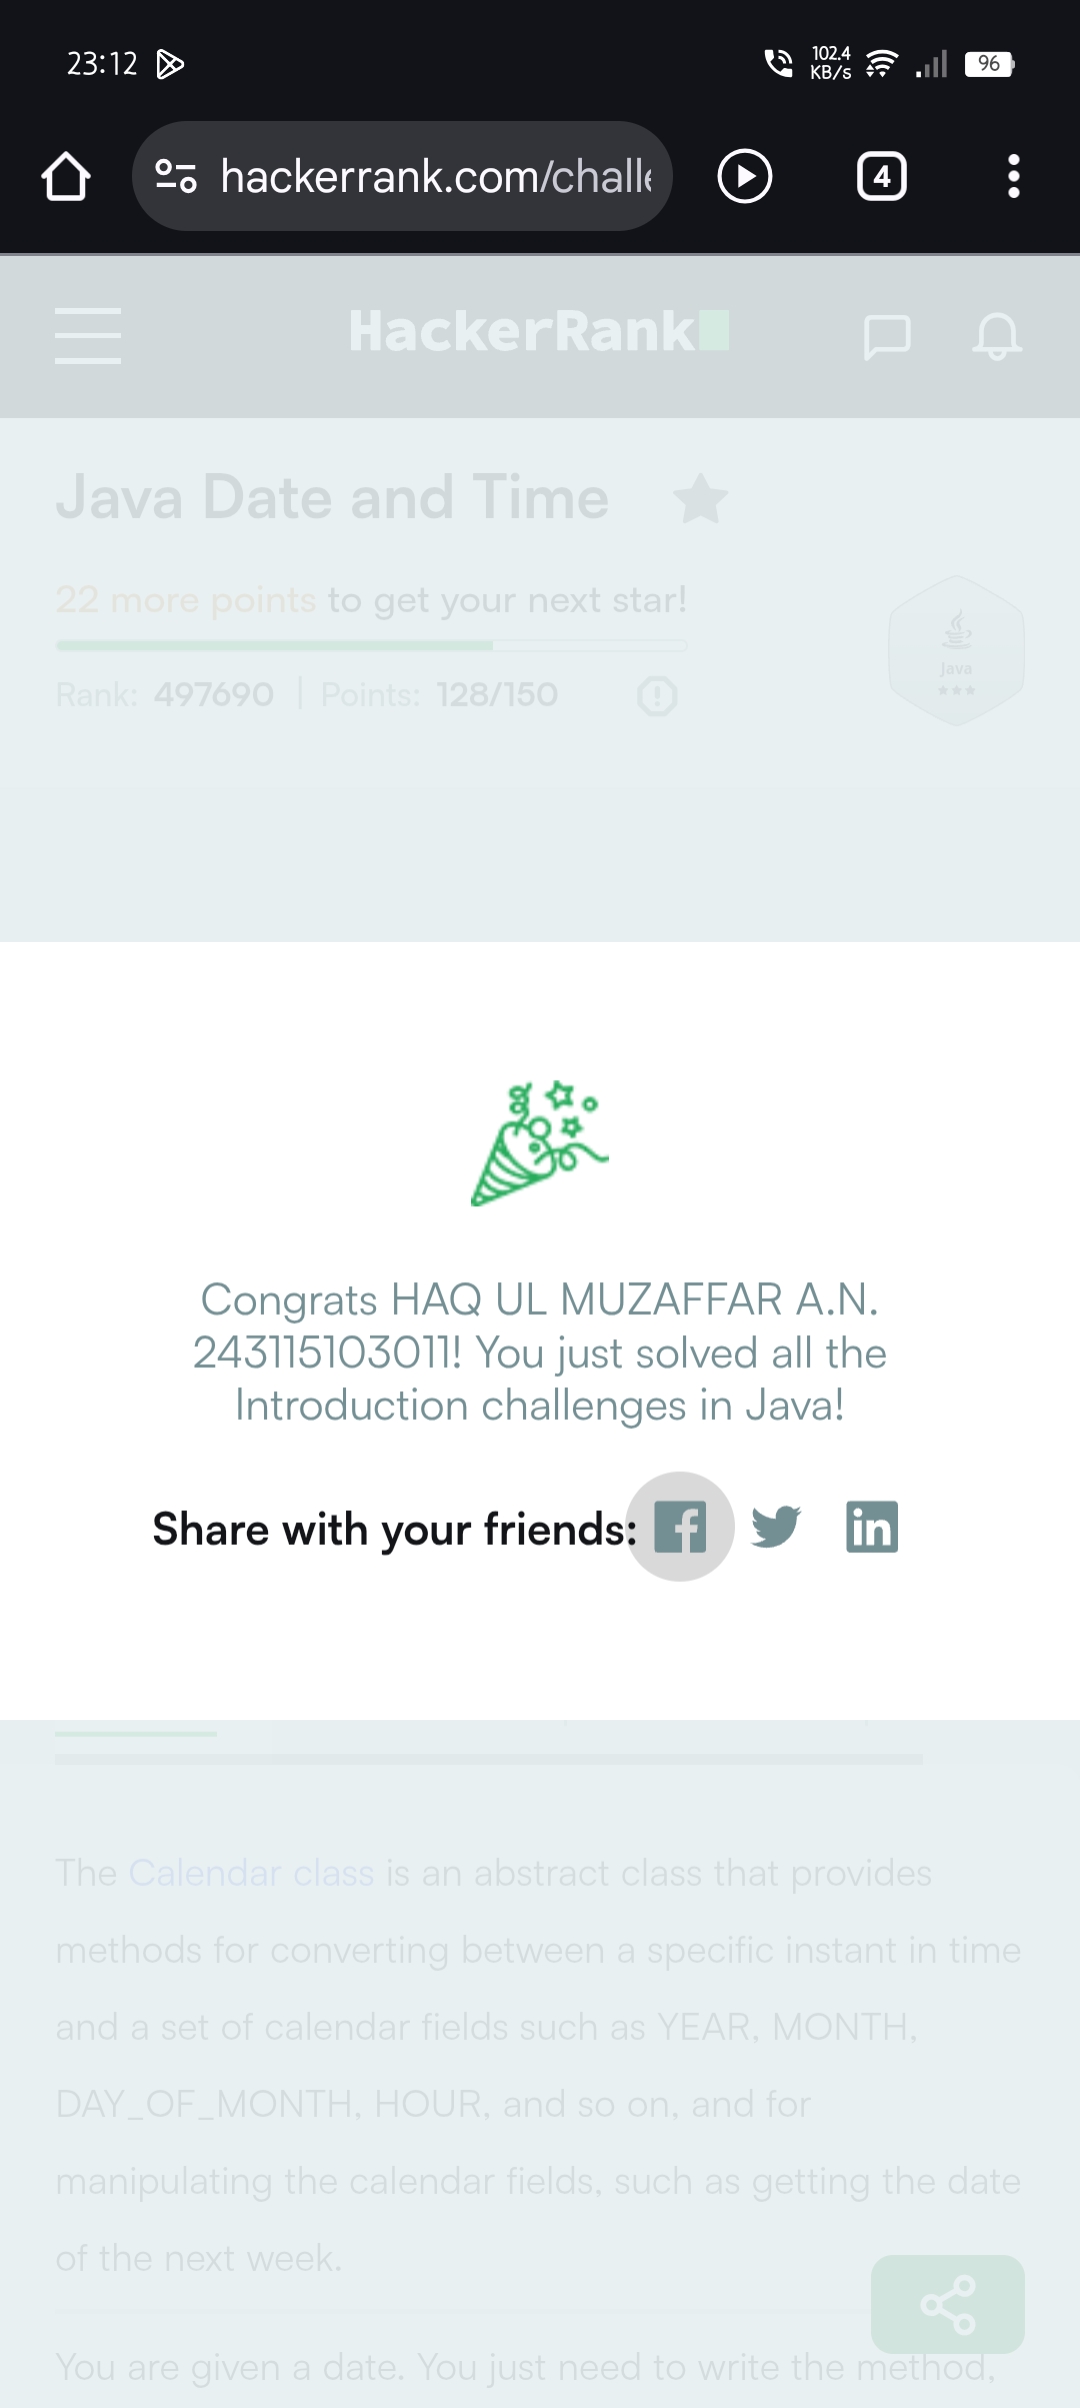 23:12
102.4
KB/s
96
hackerrank.com/chall
4
HackerRank
Java Date and Time
22 more points to get your next star!
Java
Rank: 497690 | Points: 128/150
Congrats HAQ UL MUZAFFAR A.N.
243115103011! You just solved all the
Introduction challenges in Java!
Share with your friends:
The Calendar class is an abstract class that provides
methods for converting between a specific instant in time
and a set of calendar fields such as YEAR, MONTH,
DAY_OF_MONTH, HOUR, and so on, and for
manipulating the calendar fields, such as getting the date
of the next week.
You are given a date. You just need to write the method,